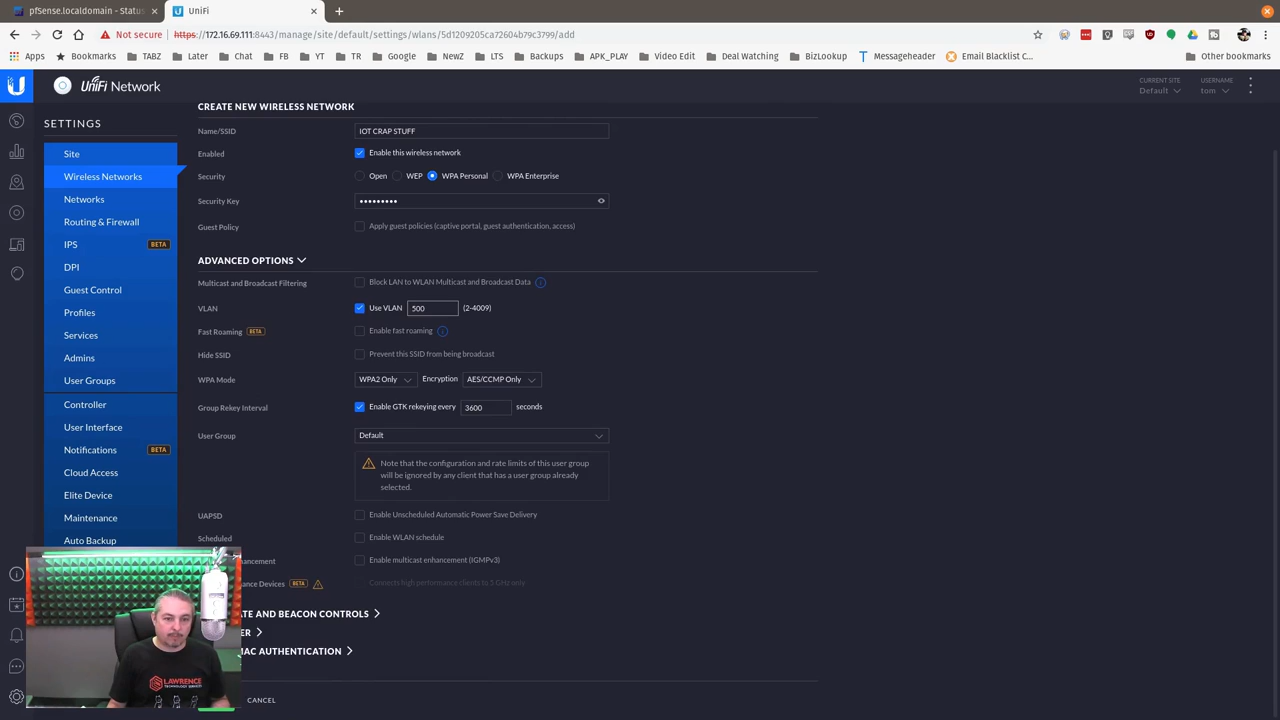 pfSense.localdomain - Status
UniFi
Not secure
https://172.16.69.111:8443/manage/site/default/settings/wlans/5d1209205ca72604b79c3799/add
Apps
Bookmarks
TABZ
Later
Chat
FB
YT
TR
Google
NewZ
LTS
Backups
APK_PLAY
Video Edit
Deal Watching
BizLookup
Messageheader
Email Blacklist C...
Other bookmarks
UniFi Network
CURRENT SITE
Default
USERNAME
tom
SETTINGS
Site
Wireless Networks
Networks
Routing & Firewall
IPS BETA
DPI
Guest Control
Profiles
Services
Admins
User Groups
Controller
User Interface
Notifications BETA
Cloud Access
Elite Device
Maintenance
Auto Backup
CREATE NEW WIRELESS NETWORK
Name/SSID IOT CRAP STUFF
Enabled Enable this wireless network
Security Open WEP WPA Personal WPA Enterprise
Security Key •••••••••
Guest Policy Apply guest policies (captive portal, guest authentication, access)
ADVANCED OPTIONS
Multicast and Broadcast Filtering Block LAN to WLAN Multicast and Broadcast Data
VLAN Use VLAN 500 (2-4009)
Fast Roaming BETA Enable fast roaming
Hide SSID Prevent this SSID from being broadcast
WPA Mode WPA2 Only Encryption AES/CCMP Only
Group Rekey Interval Enable GTK rekeying every 3600 seconds
User Group Default
Note that the configuration and rate limits of this user group
will be ignored by any client that has a user group already
selected.
UAPSD Enable Unscheduled Automatic Power Save Delivery
Scheduled Enable WLAN schedule
Enable multicast enhancement (IGMPv3)
BETA Connects high performance clients to 5 GHz only
AND BEACON CONTROLS
MAC AUTHENTICATION
CANCEL
LAWRENCE
TECHNOLOGY SERVICES